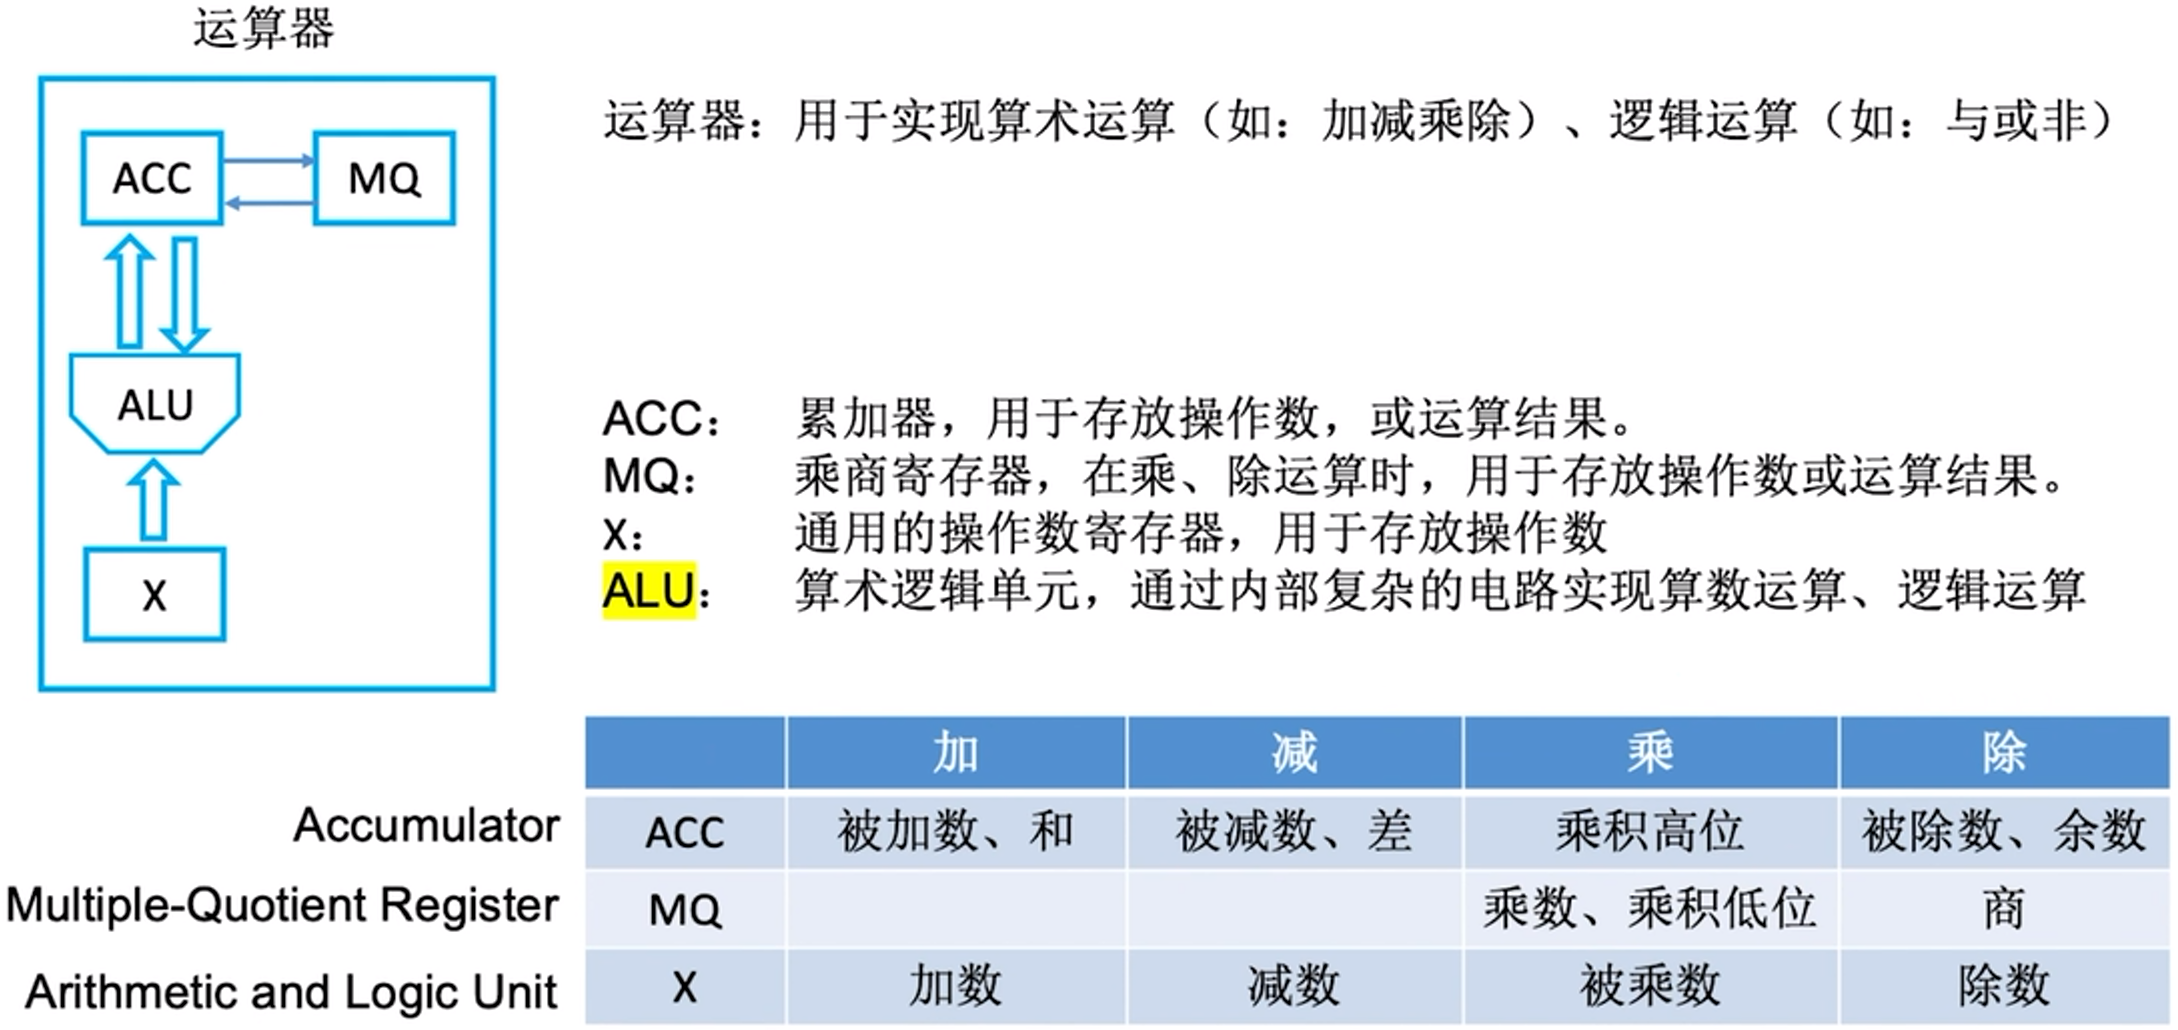 运算器
ACC
MQ
ALU
X
运算器：用于实现算术运算（如：加减乘除）、逻辑运算（如：与或非）
ACC： 累加器，用于存放操作数，或运算结果。
MQ： 乘商寄存器，在乘、除运算时，用于存放操作数或运算结果。
X： 通用的操作数寄存器，用于存放操作数
ALU： 算术逻辑单元，通过内部复杂的电路实现算数运算、逻辑运算
加 减 乘 除
Accumulator ACC 被加数、和 被减数、差 乘积高位 被除数、余数
Multiple-Quotient Register MQ 乘数、乘积低位 商
Arithmetic and Logic Unit X 加数 减数 被乘数 除数